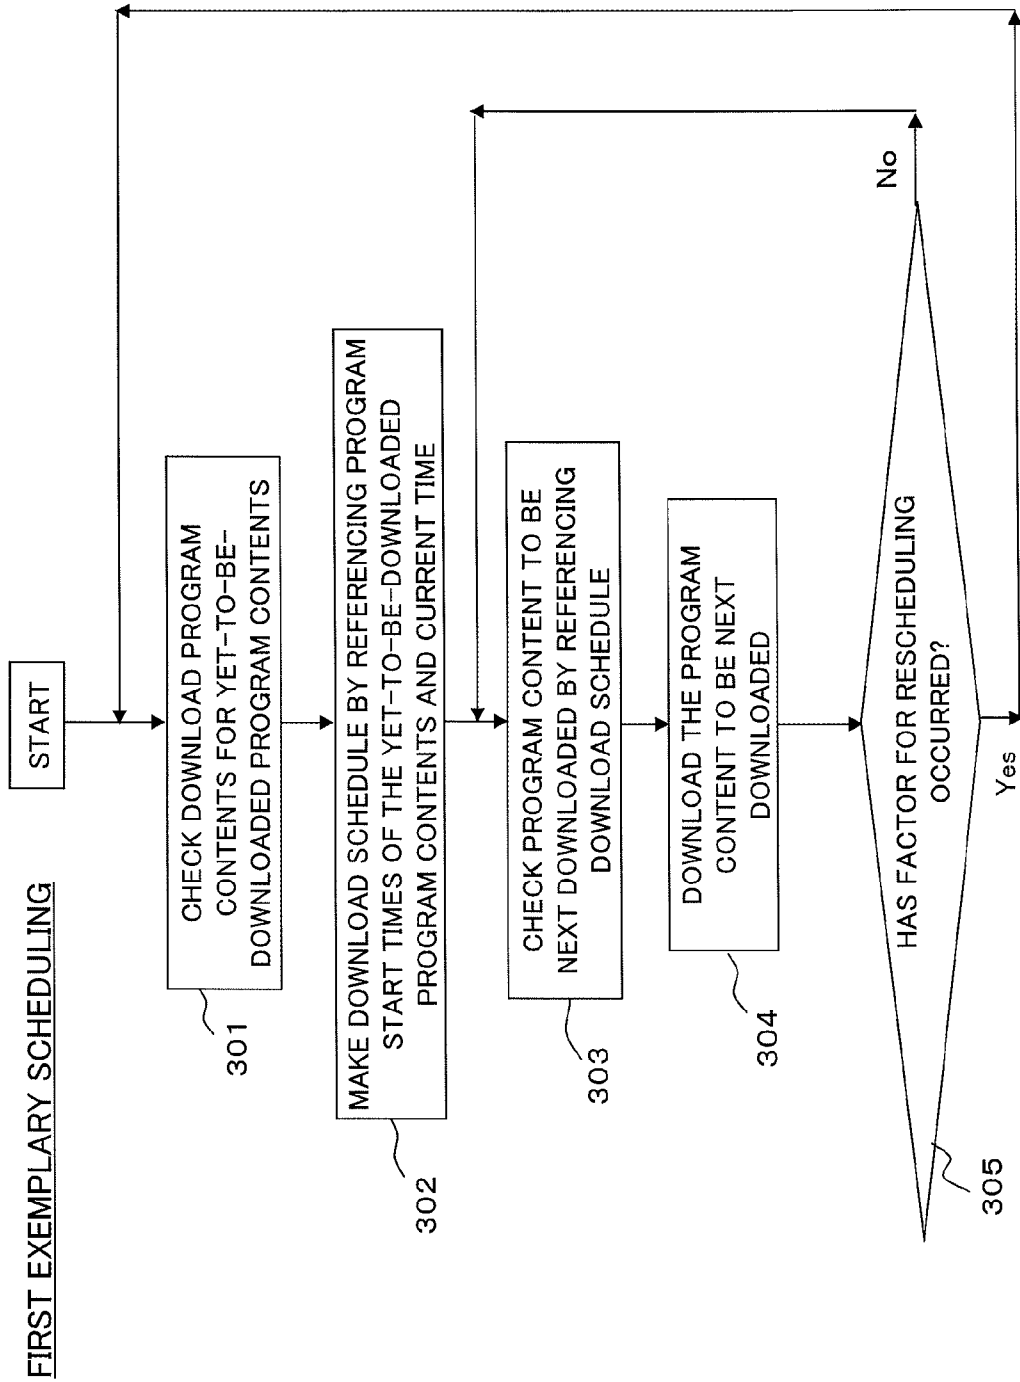 FIRST EXEMPLARY SCHEDULING
START
CHECK DOWNLOAD PROGRAM
CONTENTS FOR YET-TO-BE-
DOWNLOADED PROGRAM CONTENTS
301
MAKE DOWNLOAD SCHEDULE BY REFERENCING PROGRAM
START TIMES OF THE YET-TO-BE-DOWNLOADED
PROGRAM CONTENTS AND CURRENT TIME
302
CHECK PROGRAM CONTENT TO BE
NEXT DOWNLOADED BY REFERENCING
DOWNLOAD SCHEDULE
303
DOWNLOAD THE PROGRAM
CONTENT TO BE NEXT
DOWNLOADED
304
HAS FACTOR FOR RESCHEDULING
OCCURRED?
305
No
Yes